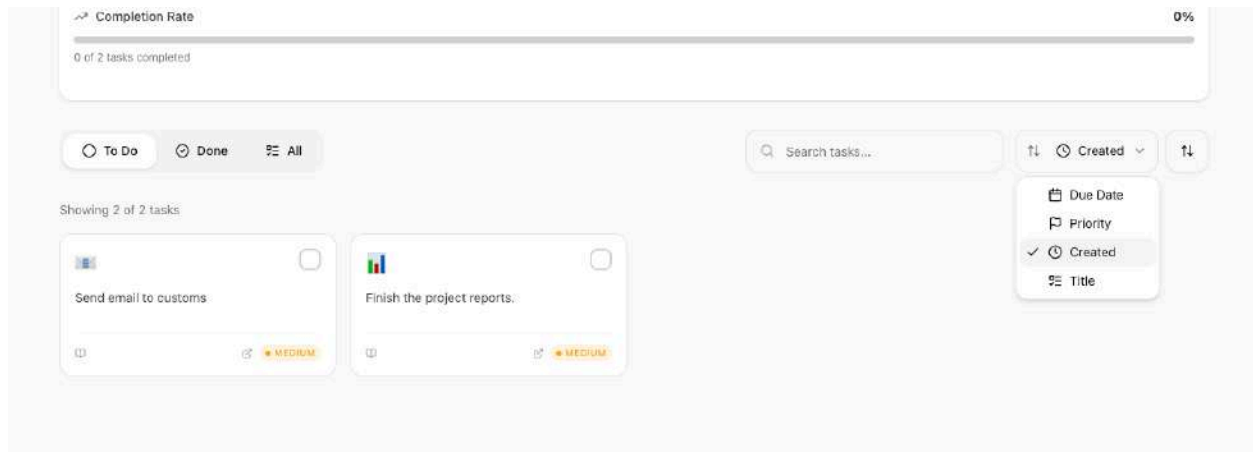 Completion Rate 0%
0 of 2 tasks completed
To Do Done All
Search tasks...
Created
Due Date
Priority
Created
Title
Showing 2 of 2 tasks
Send email to customs
MEDIUM
Finish the project reports.
MEDIUM